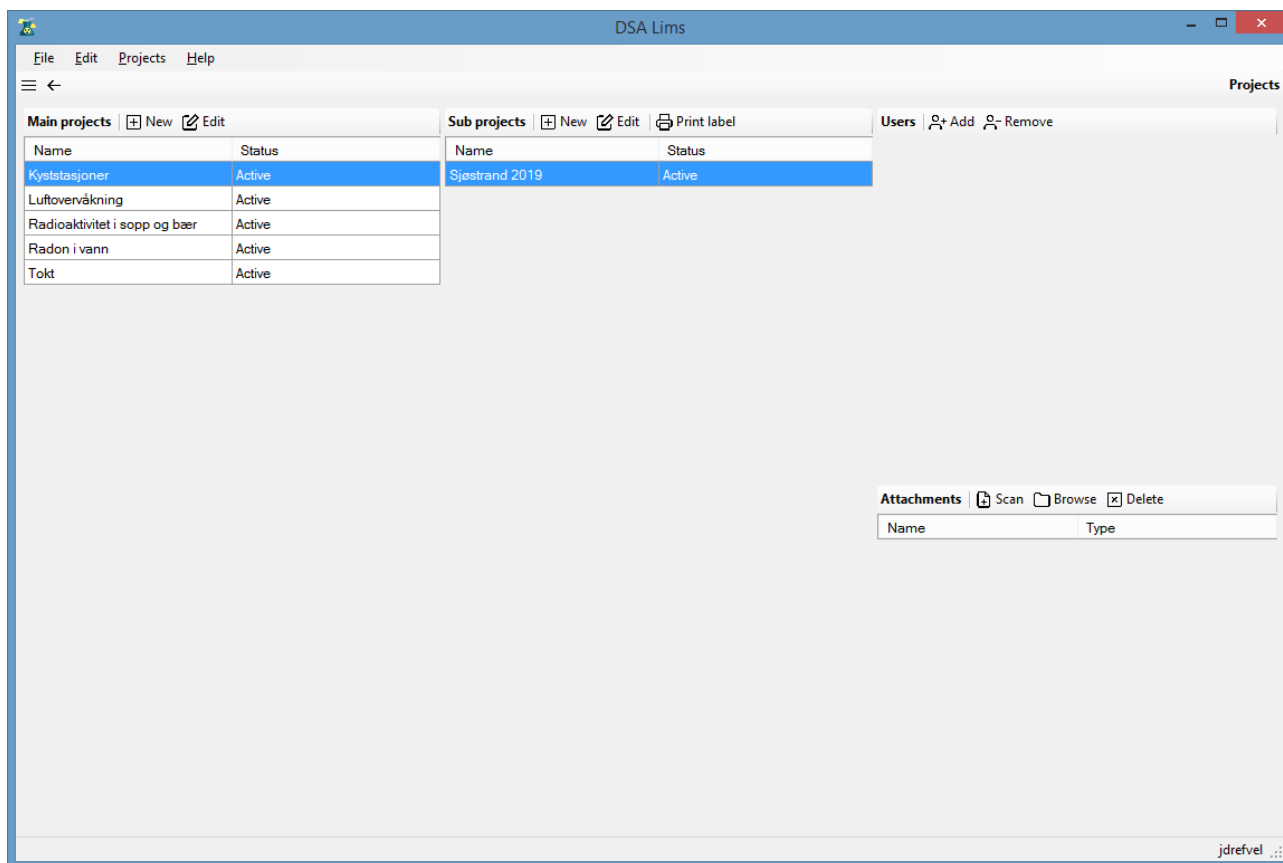 DSA Lims
File Edit Projects Help
Projects
Main projects New Edit
Name Status
Kyststasjoner Active
Luftovervåkning Active
Radioaktivitet i sopp og bær Active
Radon i vann Active
Tokt Active
Sub projects New Edit Print label
Name Status
Sjøstrand 2019 Active
Users Add Remove
Attachments Scan Browse Delete
Name Type
jdrefvel